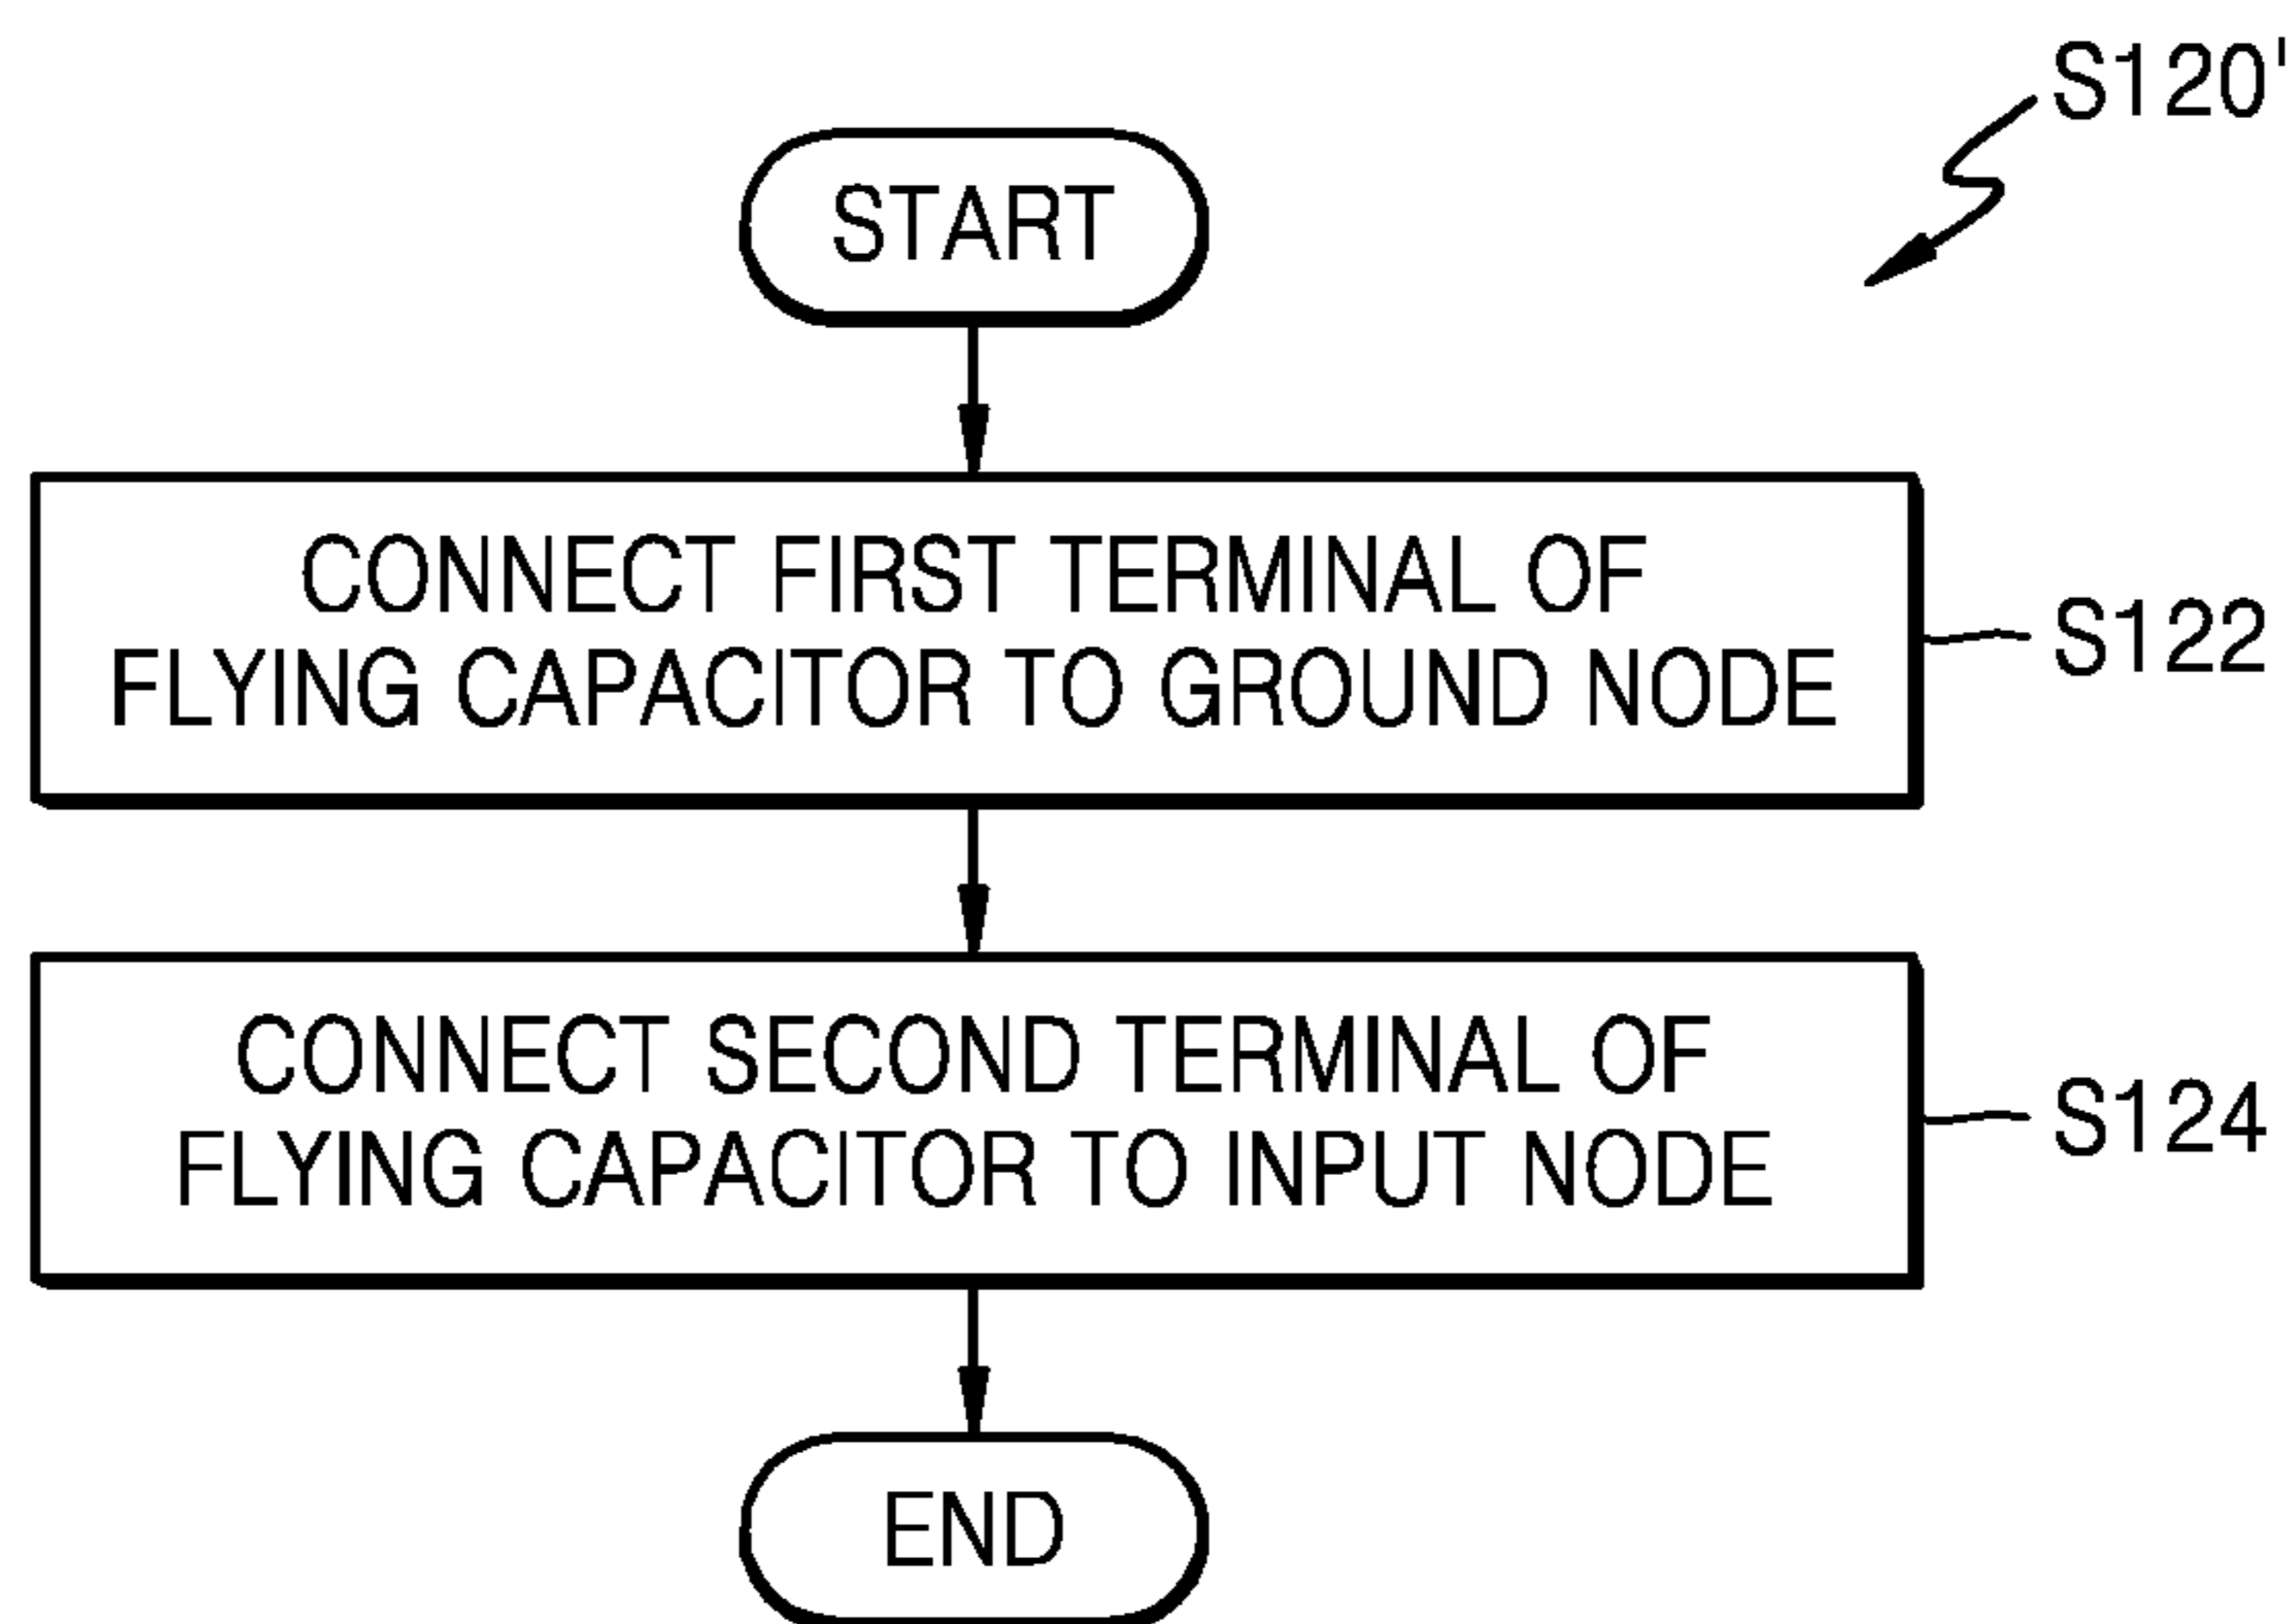 S120'
START
CONNECT FIRST TERMINAL OF
FLYING CAPACITOR TO GROUND NODE
S122
CONNECT SECOND TERMINAL OF
FLYING CAPACITOR TO INPUT NODE
S124
END